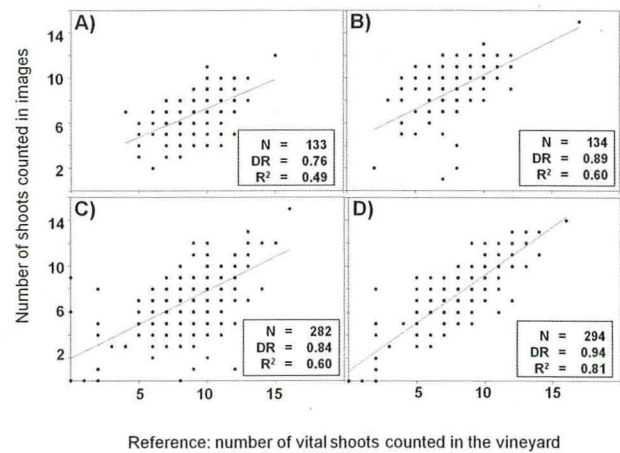 A)
14
10
6
2
N = 133
DR = 0.76
R² = 0.49
B)
N = 134
DR = 0.89
R² = 0.60
C)
14
10
6
2
5 10 15
N = 282
DR = 0.84
R² = 0.60
D)
5 10 15
N = 294
DR = 0.94
R² = 0.81
Number of shoots counted in images
Reference: number of vital shoots counted in the vineyard